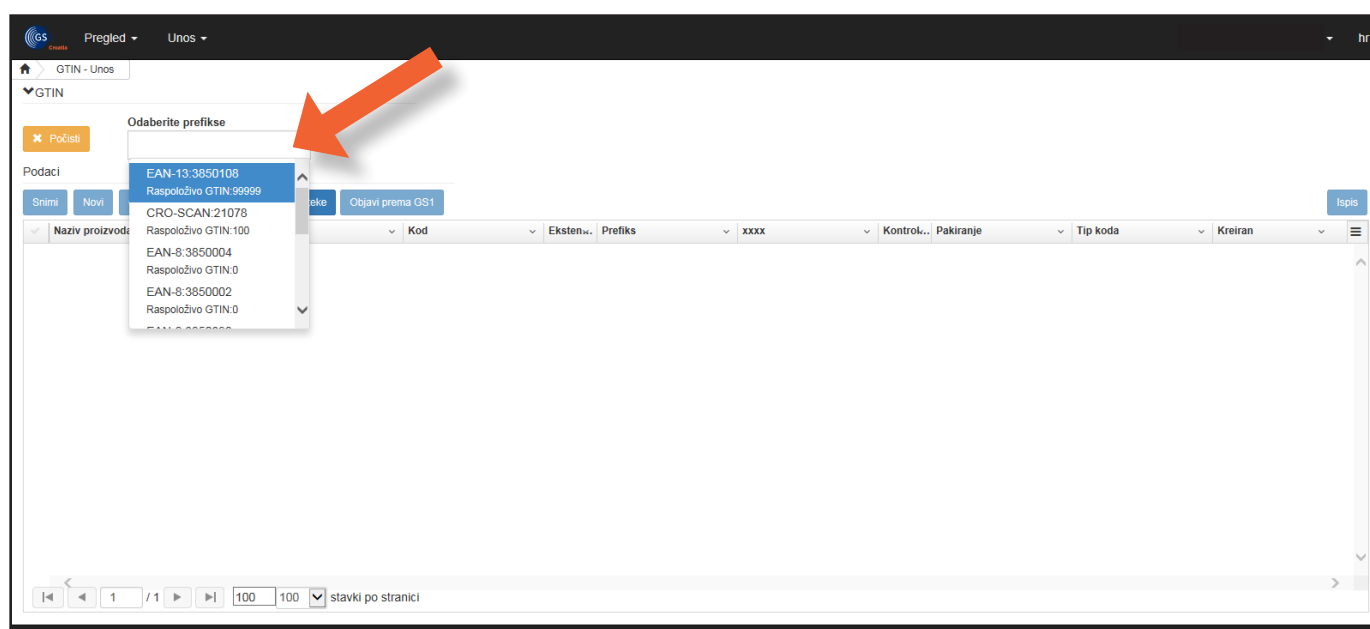 GS Pregled Unos hr
Croatia
GTIN - Unos
GTIN
Odaberite prefikse
Počisti
Podaci
EAN-13:3850108
Raspoloživo GTIN:99999
CRO-SCAN:21078
Raspoloživo GTIN:100
EAN-8:3850004
Raspoloživo GTIN:0
EAN-8:3850002
Raspoloživo GTIN:0
Snimi Novi Objavi prema GS1 Ispis
Naziv proizvoda Kod Eksten... Prefiks xxxx Kontrol... Pakiranje Tip koda Kreiran
1 / 1 100 100 stavki po stranici